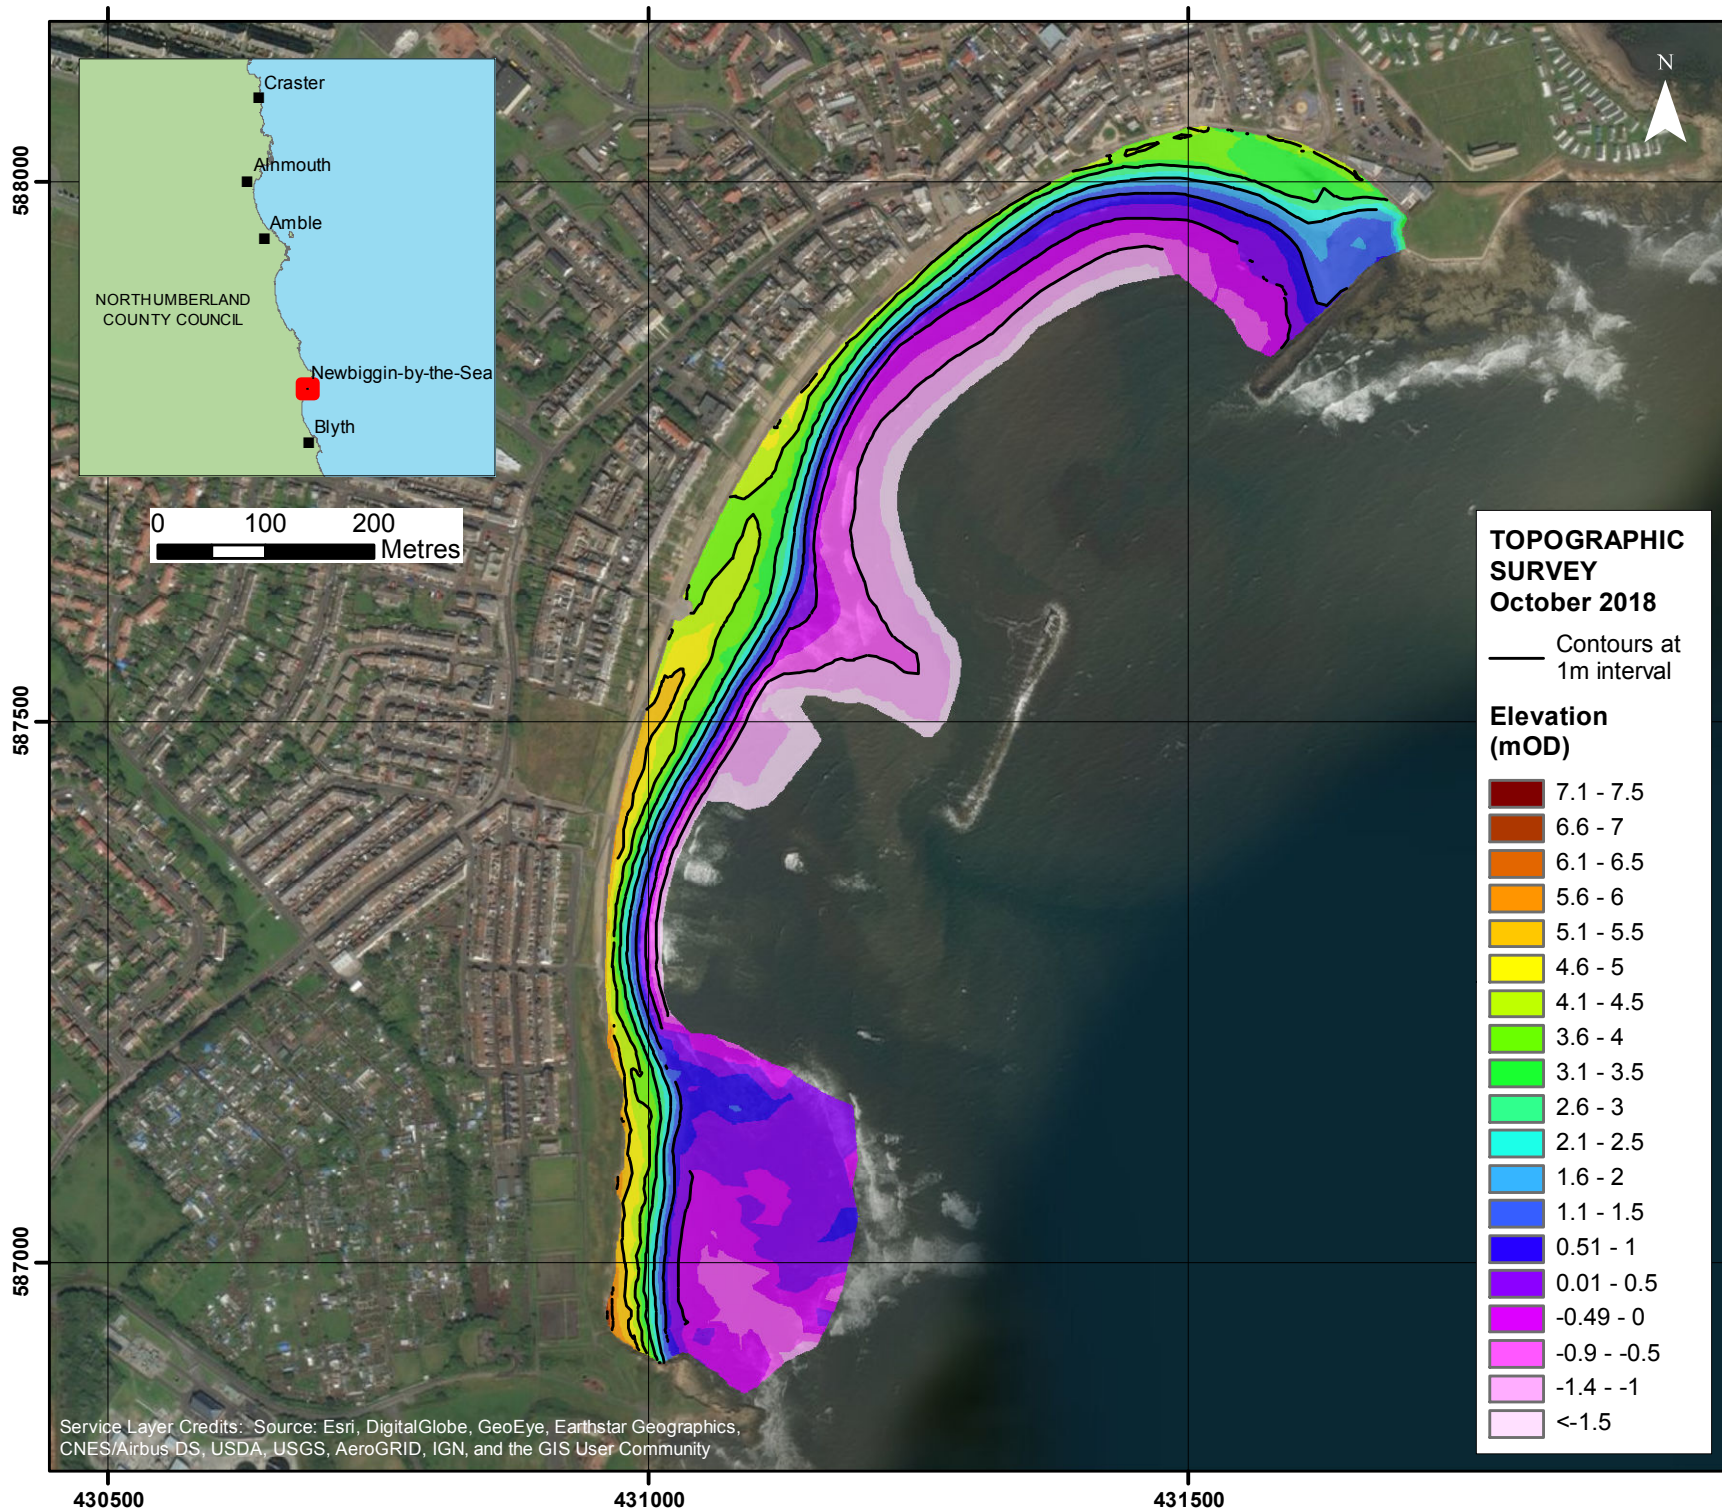 N
Craster
Alnmouth
Amble
NORTHUMBERLAND
COUNTY COUNCIL
Newbiggin-by-the-Sea
Blyth
0 100 200
Metres
588000
587500
587000
TOPOGRAPHIC
SURVEY
October 2018
Contours at
1m interval
Elevation
(mOD)
7.1 - 7.5
6.6 - 7
6.1 - 6.5
5.6 - 6
5.1 - 5.5
4.6 - 5
4.1 - 4.5
3.6 - 4
3.1 - 3.5
2.6 - 3
2.1 - 2.5
1.6 - 2
1.1 - 1.5
0.51 - 1
0.01 - 0.5
-0.49 - 0
-0.9 - -0.5
-1.4 - -1
<-1.5
Service Layer Credits: Source: Esri, DigitalGlobe, GeoEye, Earthstar Geographics,
CNES/Airbus DS, USDA, USGS, AeroGRID, IGN, and the GIS User Community
430500 431000 431500